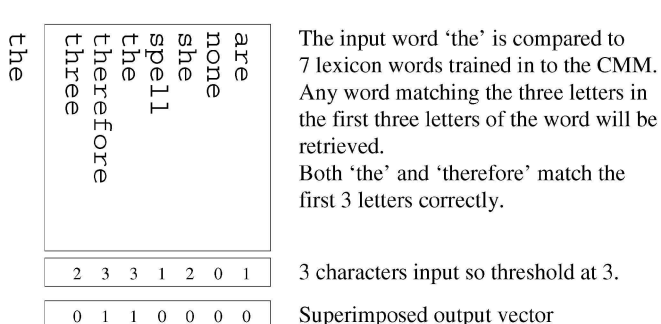 the
three
therefore
the
spell
she
none
are
The input word ‘the’ is compared to
7 lexicon words trained in to the CMM.
Any word matching the three letters in
the first three letters of the word will be
retrieved.
Both ‘the’ and ‘therefore’ match the
first 3 letters correctly.
2 3 3 1 2 0 1
3 characters input so threshold at 3.
0 1 1 0 0 0 0
Superimposed output vector